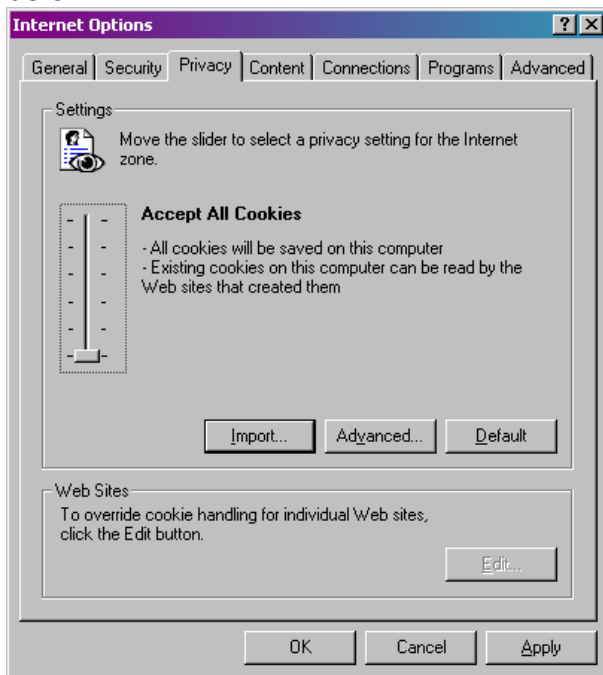 Internet Options
General Security Privacy Content Connections Programs Advanced
Settings
Move the slider to select a privacy setting for the Internet
zone.
Accept All Cookies
- All cookies will be saved on this computer
- Existing cookies on this computer can be read by the
Web sites that created them
Import... Advanced... Default
Web Sites
To override cookie handling for individual Web sites,
click the Edit button.
Edit...
OK Cancel Apply